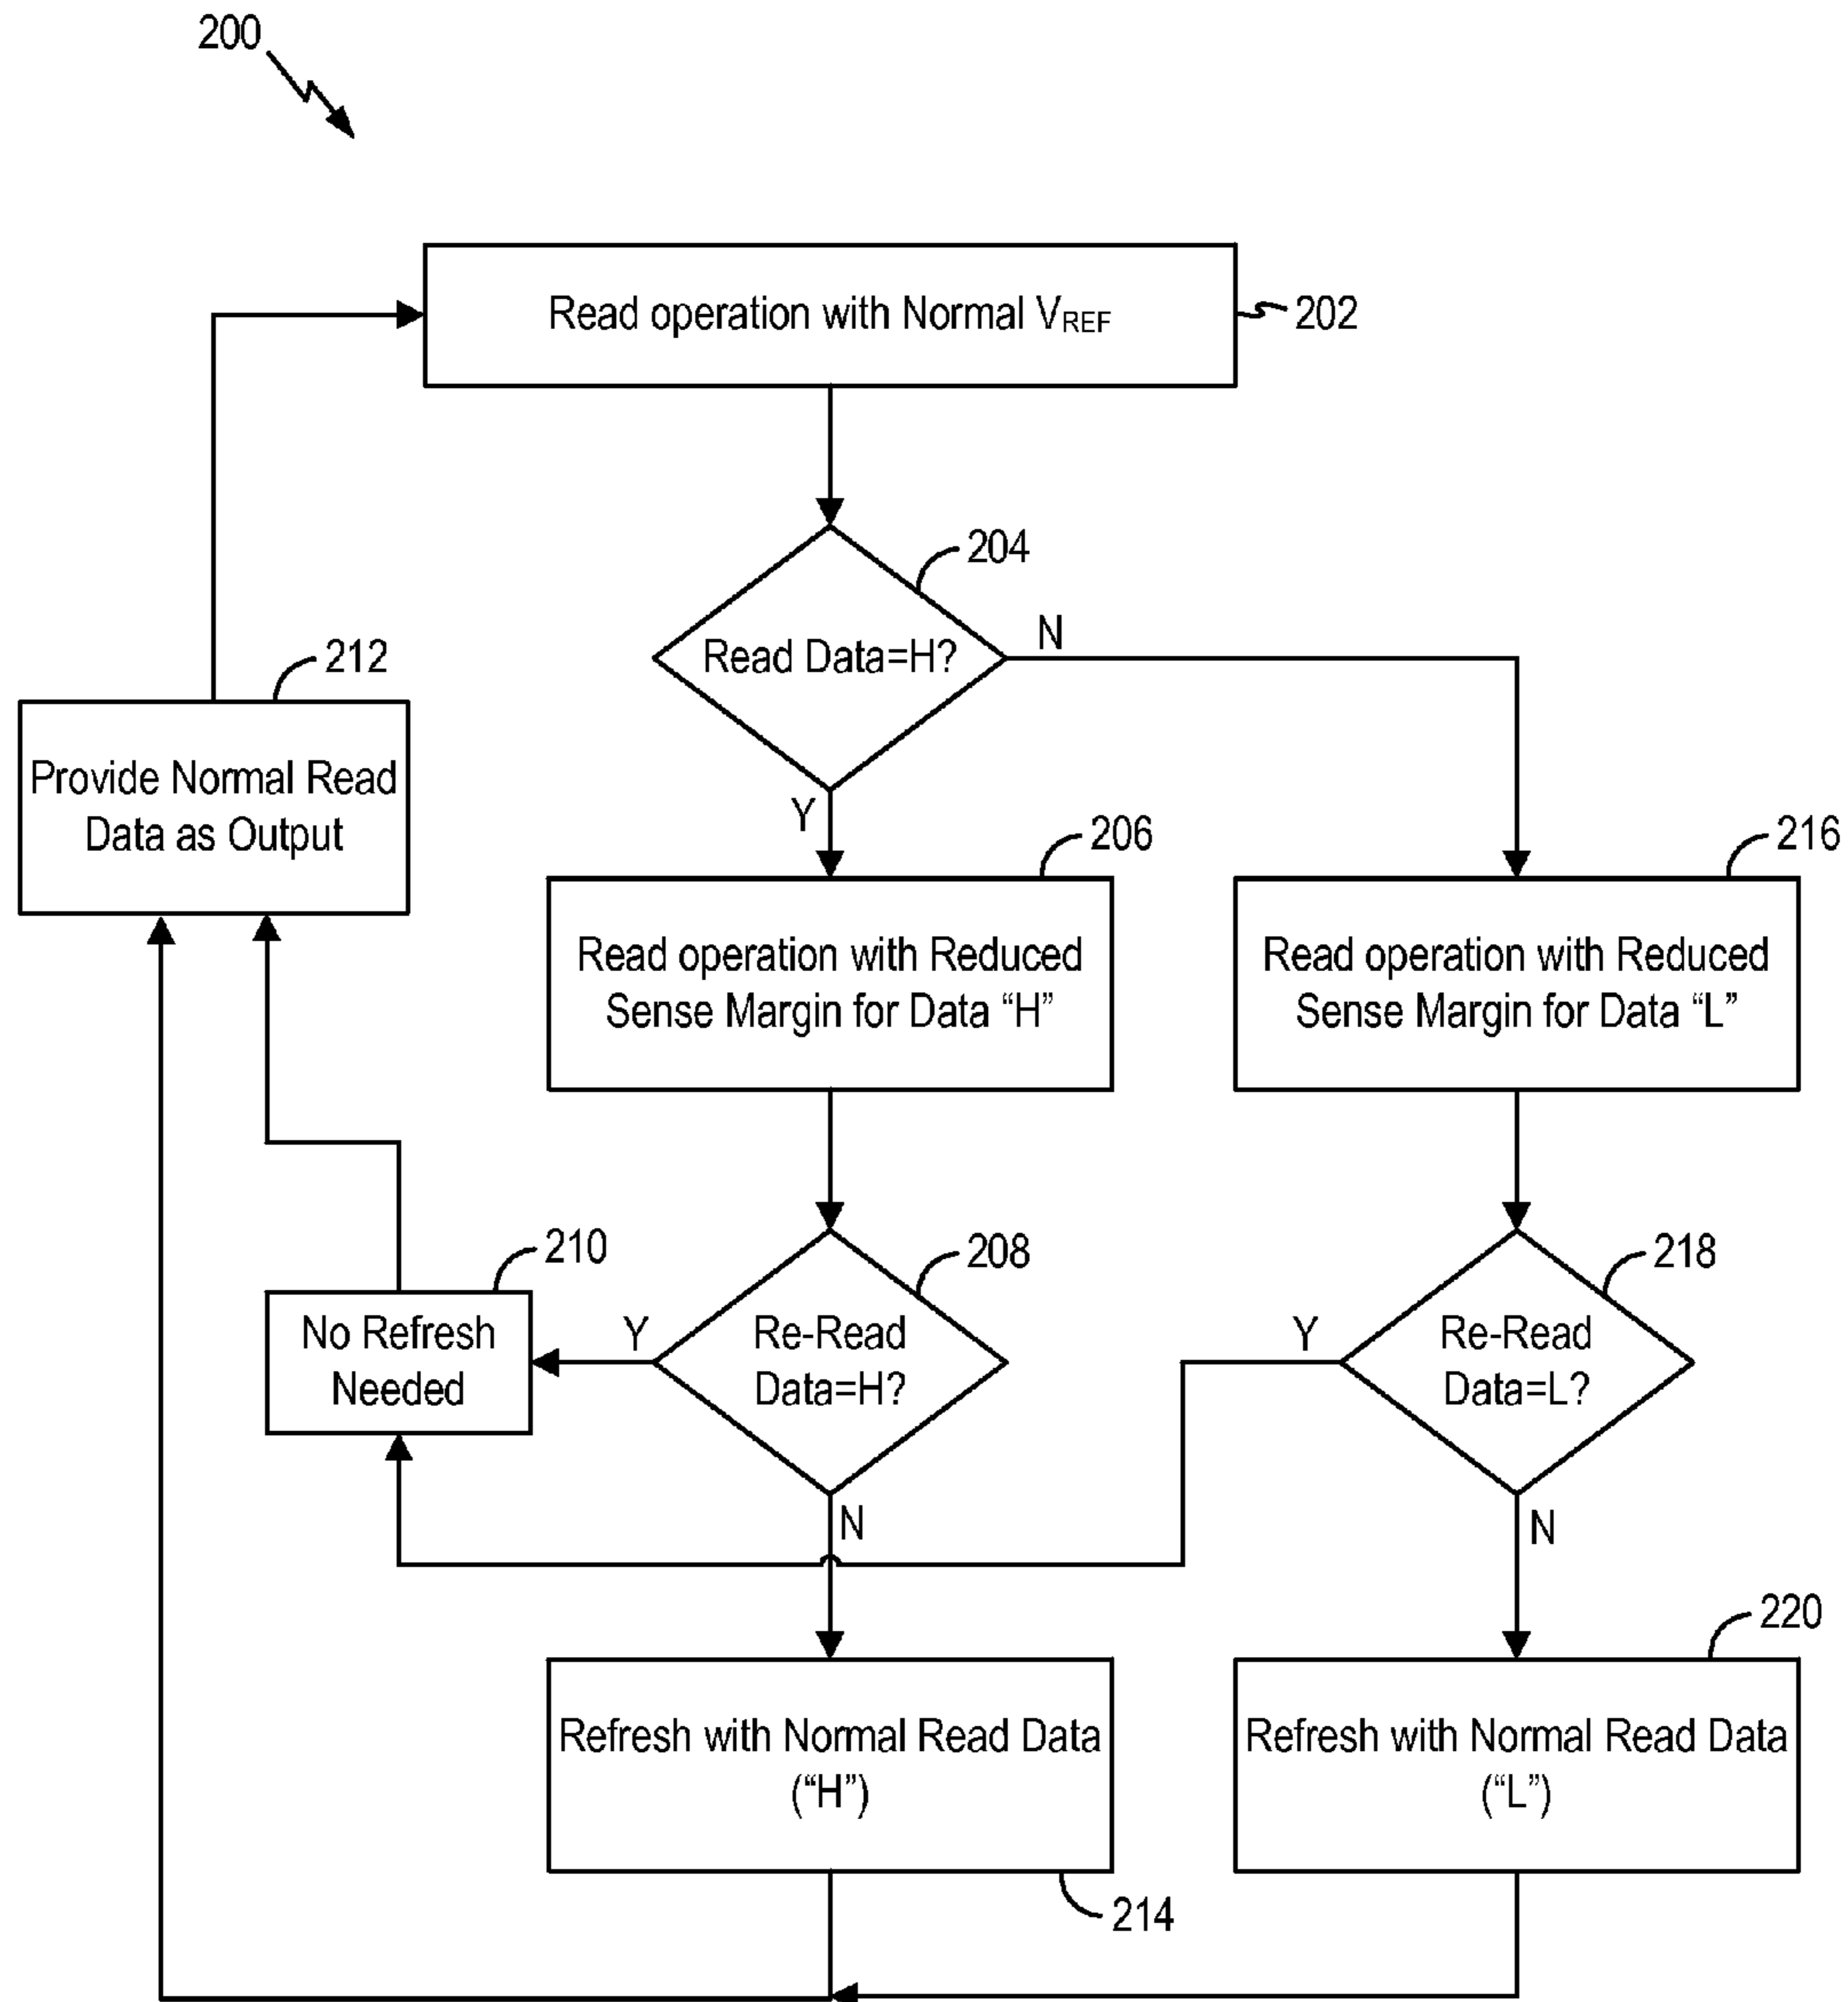 200
Read operation with Normal VREF
202
204
Read Data=H?
N
212
Provide Normal Read
Data as Output
Y
206
216
Read operation with Reduced
Sense Margin for Data “H”
Read operation with Reduced
Sense Margin for Data “L”
210
208
218
No Refresh
Needed
Y
Re-Read
Data=H?
Y
Re-Read
Data=L?
N
N
220
Refresh with Normal Read Data
(“H”)
Refresh with Normal Read Data
(“L”)
214